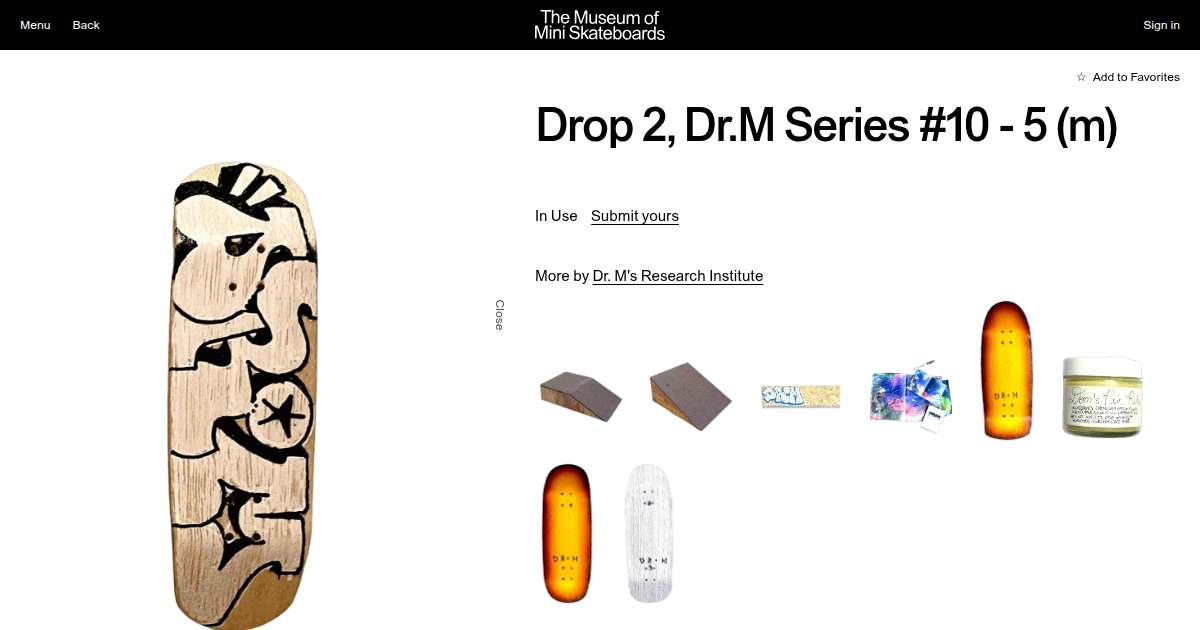 Menu
Back
The Museum of
Mini Skateboards
Sign in
☆ Add to Favorites
Drop 2, Dr.M Series #10 - 5 (m)
In Use
Submit yours
More by Dr. M's Research Institute
Close
DR•M
DR•M
DR•M